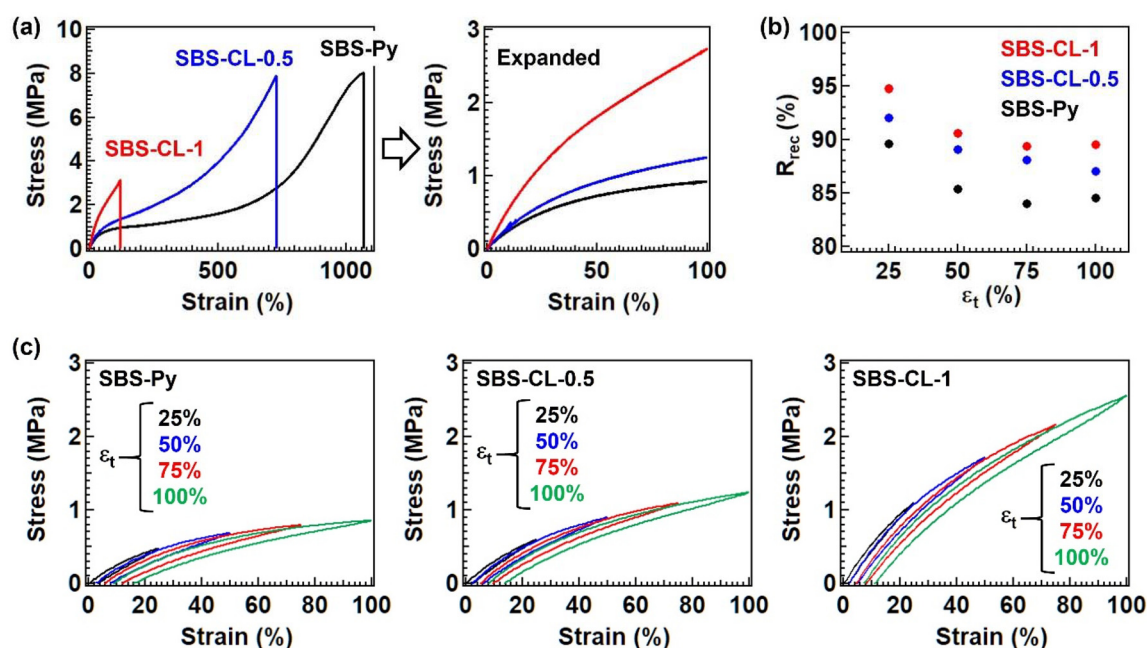 (a)
10
8
6
4
2
0
Stress (MPa)
SBS-CL-1
SBS-CL-0.5
SBS-Py
0
500
1000
Strain (%)
3
2
1
0
Stress (MPa)
Expanded
0
50
100
Strain (%)
(b)
100
95
90
85
80
R_rec (%)
SBS-CL-1
SBS-CL-0.5
SBS-Py
25
50
75
100
ε_t (%)
(c)
3
2
1
0
Stress (MPa)
SBS-Py
ε_t
25%
50%
75%
100%
0
20
40
60
80
100
Strain (%)
3
2
1
0
Stress (MPa)
SBS-CL-0.5
ε_t
25%
50%
75%
100%
0
20
40
60
80
100
Strain (%)
3
2
1
0
Stress (MPa)
SBS-CL-1
ε_t
25%
50%
75%
100%
0
20
40
60
80
100
Strain (%)